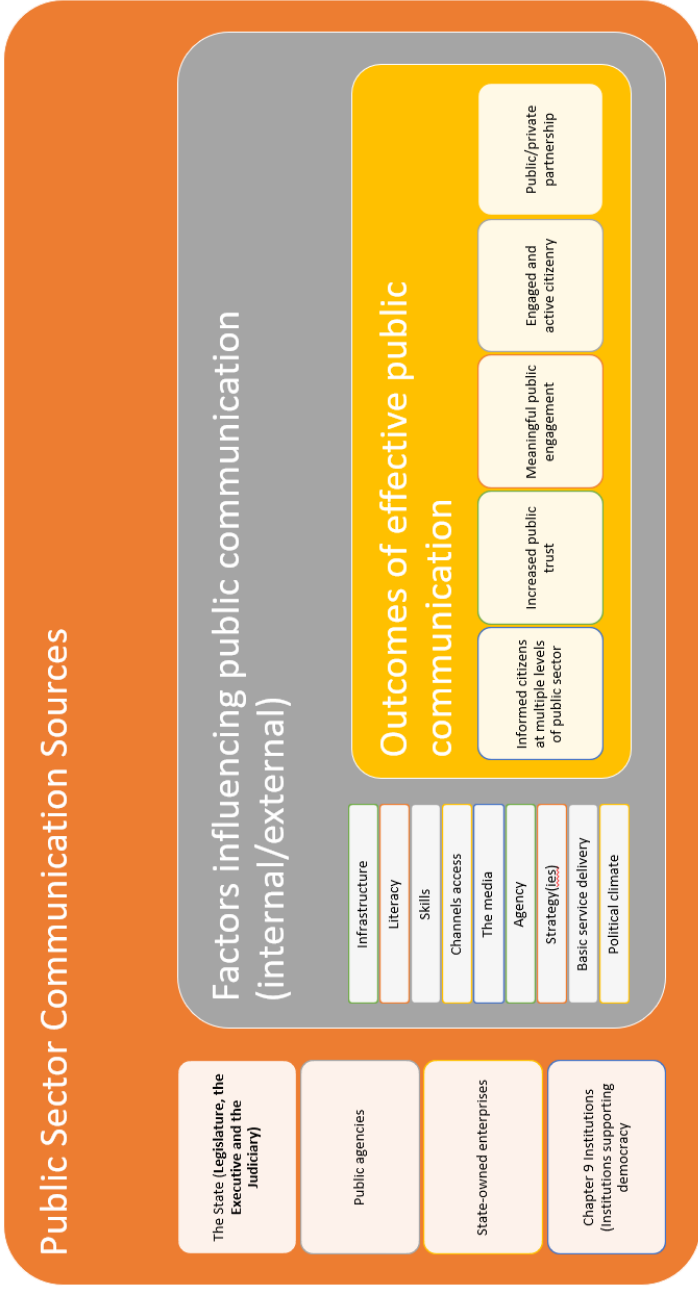 Public Sector Communication Sources
The State (Legislature, the
Executive and the
Judiciary)
Public agencies
State-owned enterprises
Chapter 9 Institutions
(Institutions supporting
democracy
Factors influencing public communication
(internal/external)
Infrastructure
Literacy
Skills
Channels access
The media
Agency
Strategy(ies)
Basic service delivery
Political climate
Outcomes of effective public
communication
Informed citizens
at multiple levels
of public sector
Increased public
trust
Meaningful public
engagement
Engaged and
active citizenry
Public/private
partnership